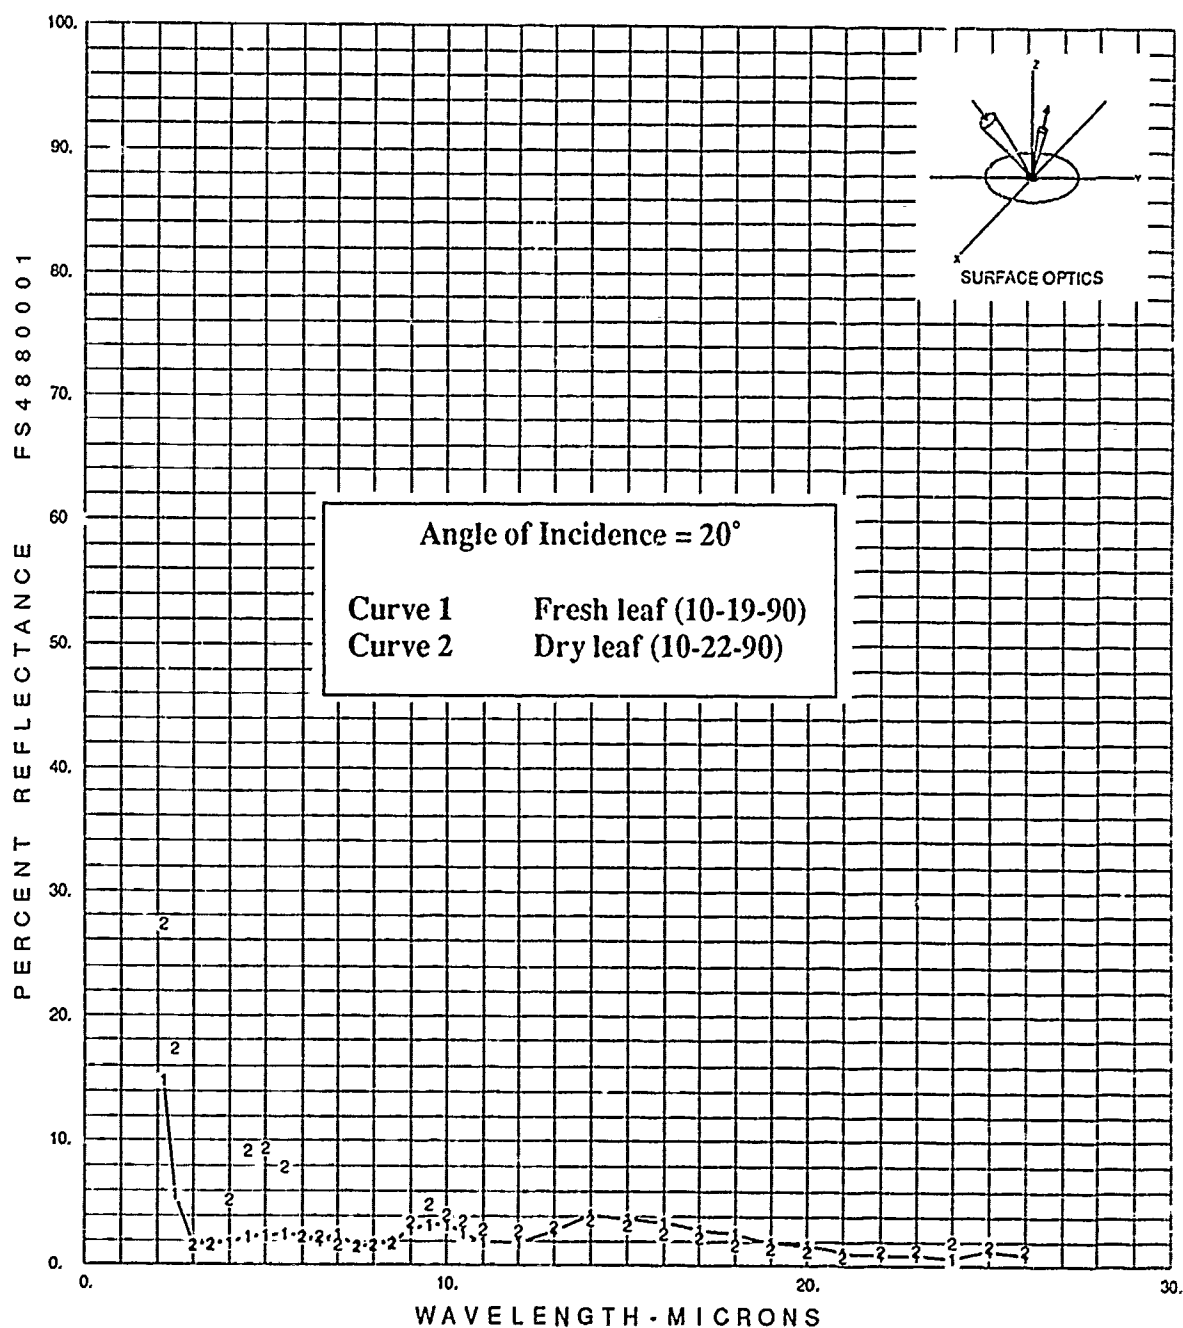 100.
90.
80.
70.
60
50.
40.
30.
20.
10.
0.
PERCENT REFLECTANCE FS4880001
Z
Y
X
SURFACE OPTICS
Angle of Incidence = 20°
Curve 1 Fresh leaf (10-19-90)
Curve 2 Dry leaf (10-22-90)
0. 10. 20. 30.
WAVELENGTH-MICRONS